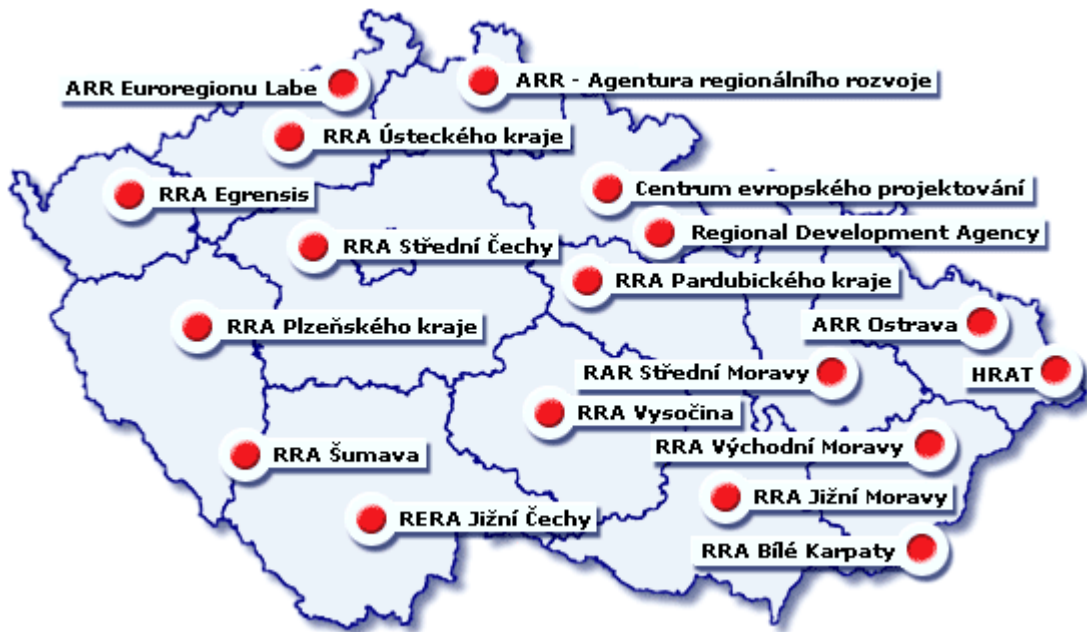 ARR Euroregionu Labe
ARR - Agentura regionálního rozvoje
RRA Ústeckého kraje
RRA Egrensis
Centrum evropského projektování
Regional Development Agency
RRA Střední Čechy
RRA Pardubického kraje
RRA Plzeňského kraje
ARR Ostrava
RAR Střední Moravy
HRAT
RRA Vysočina
RRA Východní Moravy
RRA Šumava
RRA Jižní Moravy
RERA Jižní Čechy
RRA Bílé Karpaty